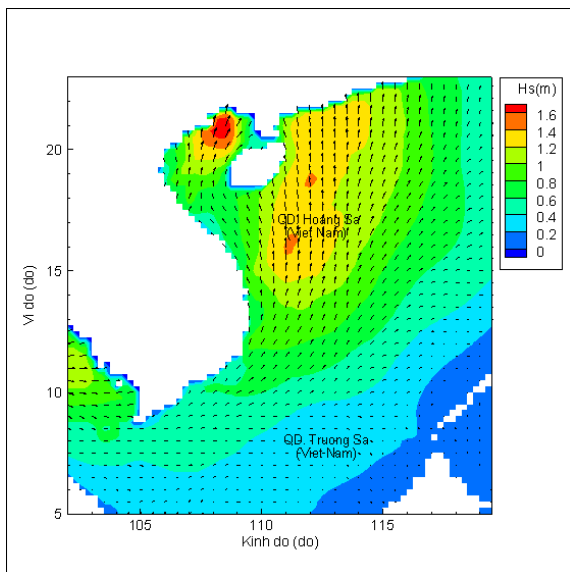 Hs(m)
1.6
1.4
1.2
1
0.8
0.6
0.4
0.2
0
20
15
10
5
Vi do (do)
QD. Hoang Sa
(Viet Nam)
QD. Truong Sa
(Viet Nam)
105
110
115
Kinh do (do)